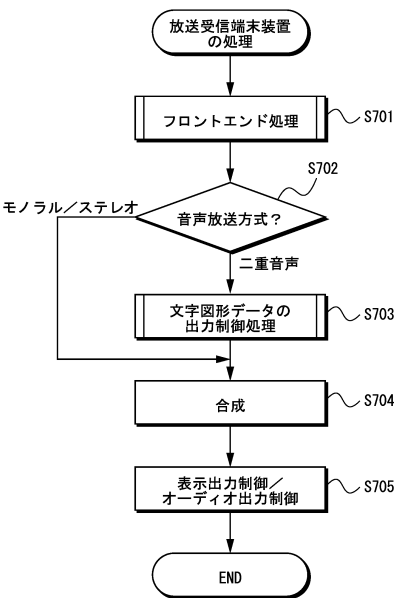 放送受信端末装置
の処理
フロントエンド処理
S701
S702
モノラル／ステレオ
音声放送方式？
二重音声
文字図形データの
出力制御処理
S703
合成
S704
表示出力制御／
オーディオ出力制御
S705
END